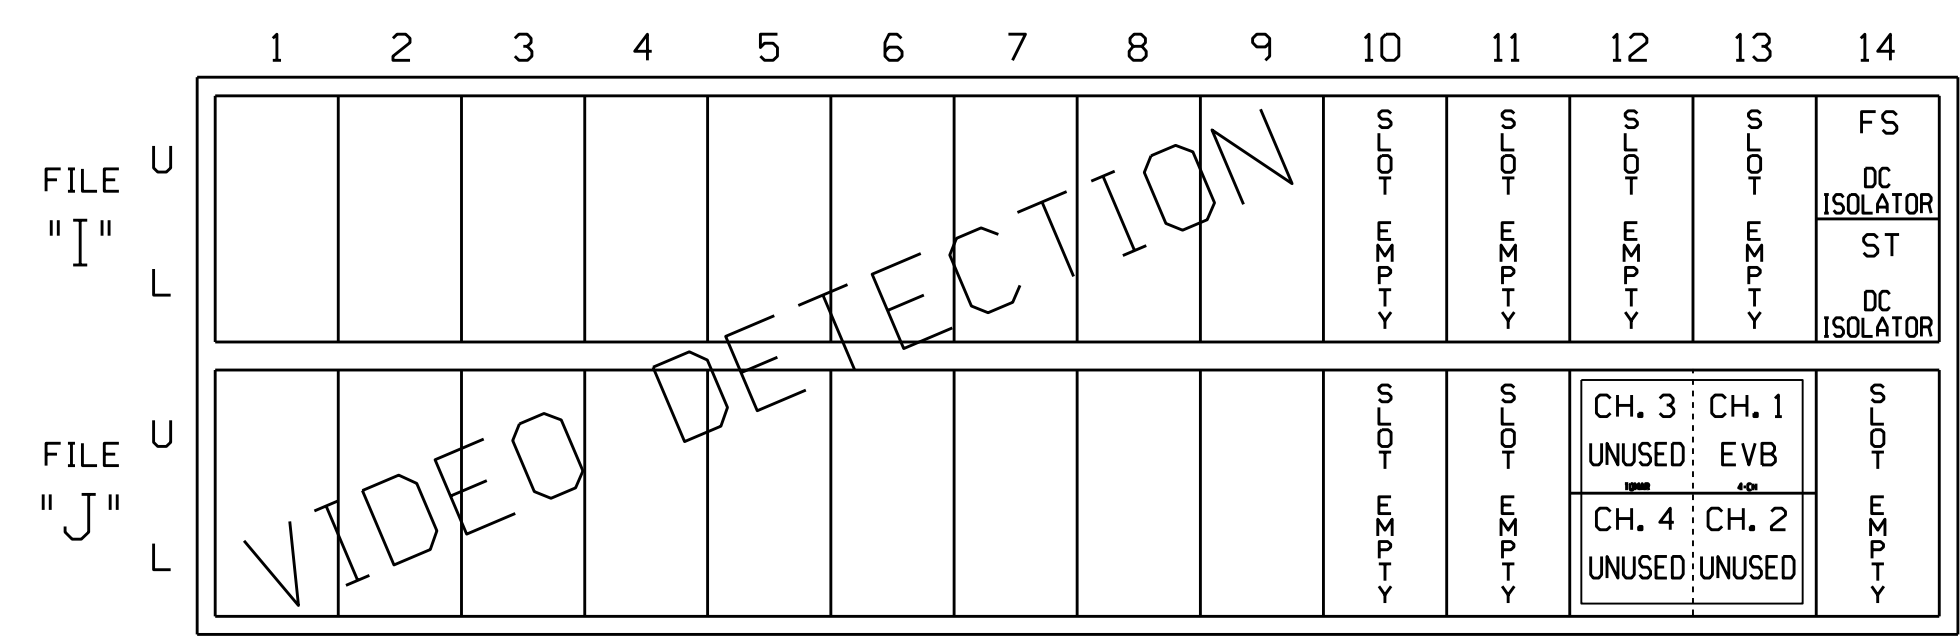 1 2 3 4 5 6 7 8 9 10 11 12 13 14
FILE "I"
U
L
VIDEO DETECTION
SLOT EMPTY
SLOT EMPTY
SLOT EMPTY
SLOT EMPTY
FS
DC
ISOLATOR
ST
DC
ISOLATOR
FILE "J"
U
L
SLOT EMPTY
SLOT EMPTY
CH. 3 CH. 1
UNUSED EVB
CH. 4 CH. 2
UNUSED UNUSED
SLOT EMPTY